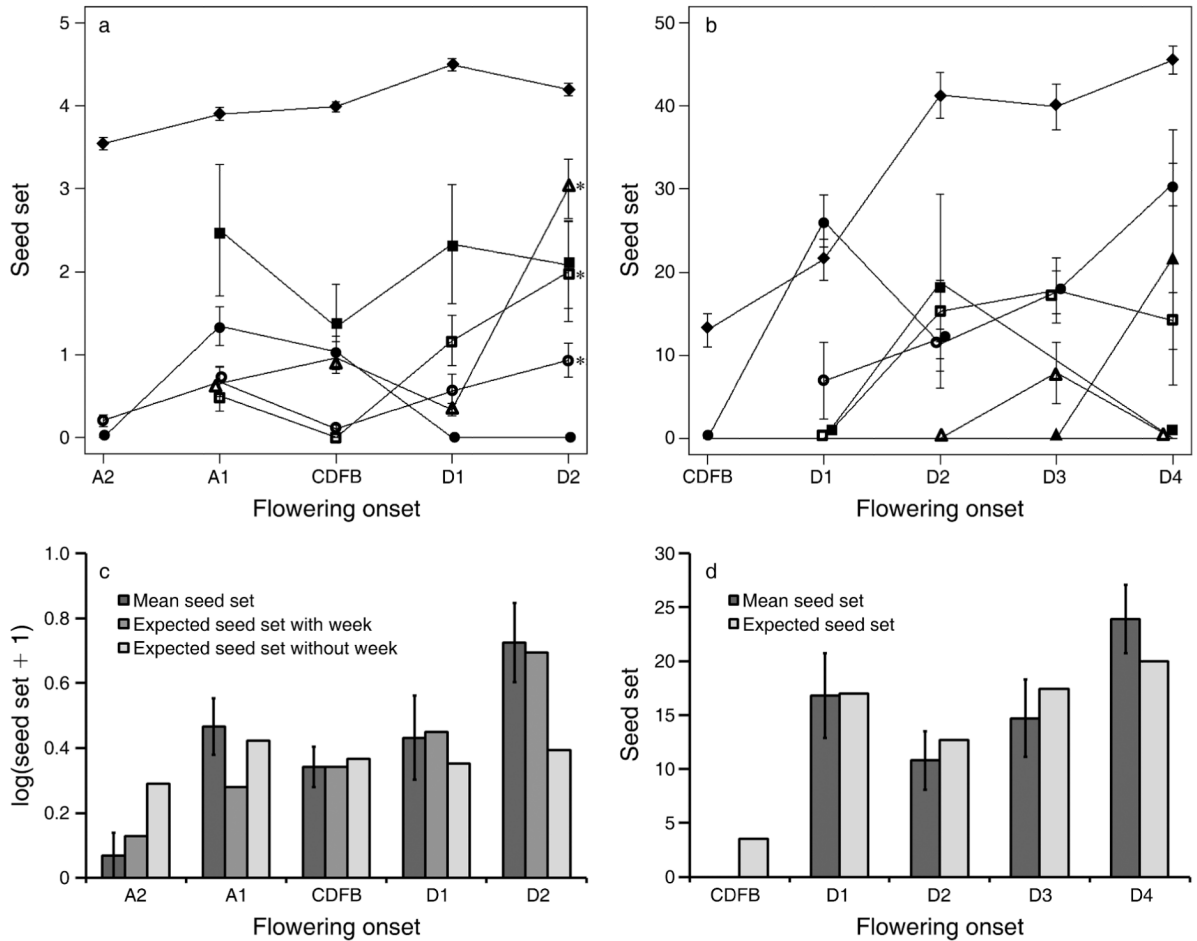 a
5
4
3
2
1
0
Seed set
*
*
*
A2 A1 CDFB D1 D2
Flowering onset
b
50
40
30
20
10
0
Seed set
CDFB D1 D2 D3 D4
Flowering onset
c
1.0
0.8
0.6
0.4
0.2
0
log(seed set + 1)
Mean seed set
Expected seed set with week
Expected seed set without week
A2 A1 CDFB D1 D2
Flowering onset
d
30
25
20
15
10
5
0
Seed set
Mean seed set
Expected seed set
CDFB D1 D2 D3 D4
Flowering onset